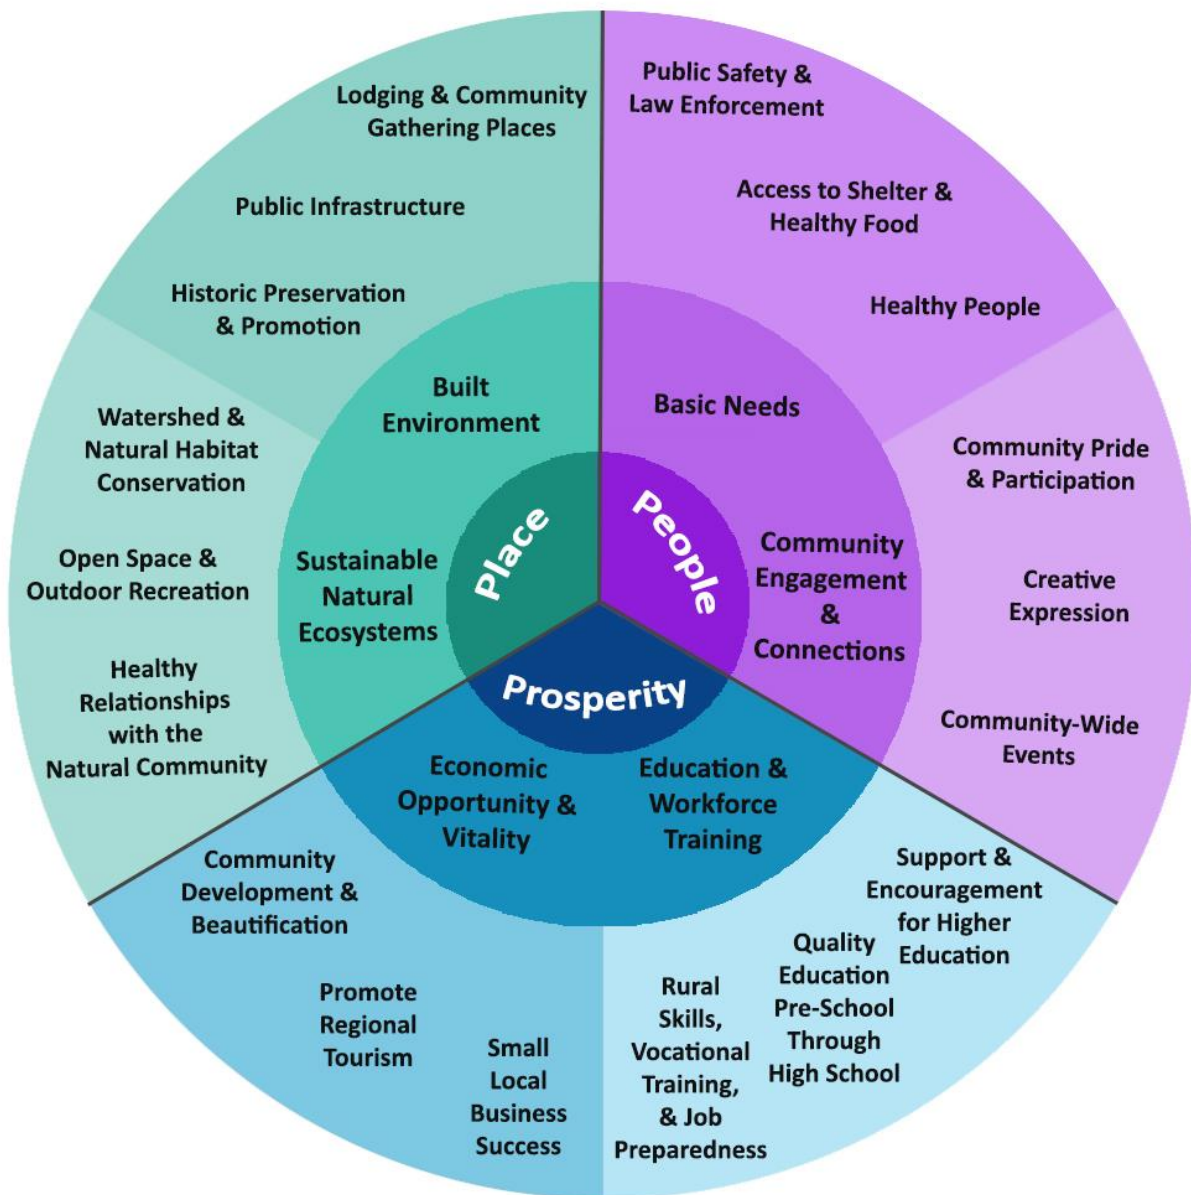 Lodging & Community
Gathering Places
Public Infrastructure
Historic Preservation
& Promotion
Built
Environment
Watershed &
Natural Habitat
Conservation
Open Space &
Outdoor Recreation
Healthy
Relationships
with the
Natural Community
Sustainable
Natural
Ecosystems
Place
Public Safety &
Law Enforcement
Access to Shelter &
Healthy Food
Healthy People
Basic Needs
People
Community
Engagement
&
Connections
Community Pride
& Participation
Creative
Expression
Community-Wide
Events
Prosperity
Economic
Opportunity &
Vitality
Education &
Workforce
Training
Community
Development &
Beautification
Promote
Regional
Tourism
Small
Local
Business
Success
Rural
Skills,
Vocational
Training,
& Job
Preparedness
Quality
Education
Pre-School
Through
High School
Support &
Encouragement
for Higher
Education